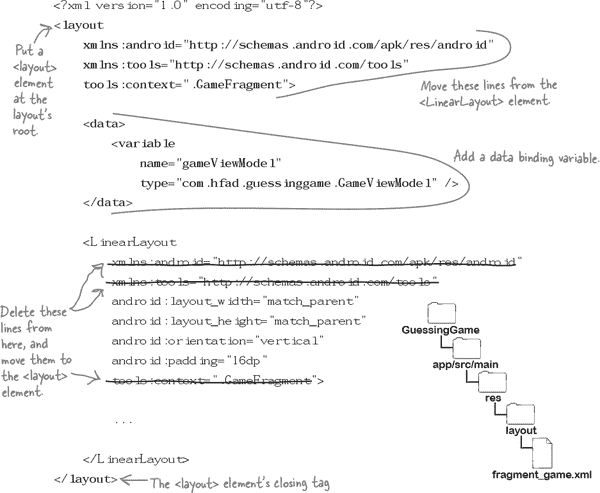 <?xml version="1.0" encoding="utf-8"?>
<layout
xmlns:android="http://schemas.android.com/apk/res/android"
xmlns:tools="http://schemas.android.com/tools"
tools:context=".GameFragment">
Put a
<layout>
element
at the
layout's
root.
Move these lines from the
<LinearLayout> element.
<data>
<variable
name="gameViewModel"
type="com.hfad.guessinggame.GameViewModel" />
</data>
Add a data binding variable.
<LinearLayout
xmlns:android="http://schemas.android.com/apk/res/android"
xmlns:tools="http://schemas.android.com/tools"
android:layout_width="match_parent"
android:layout_height="match_parent"
android:orientation="vertical"
android:padding="16dp"
tools:context=".GameFragment">
Delete these
lines from
here, and
move them to
the <layout>
element.
...
</LinearLayout>
</layout>
The <layout> element's closing tag
GuessingGame
app/src/main
res
layout
fragment_game.xml